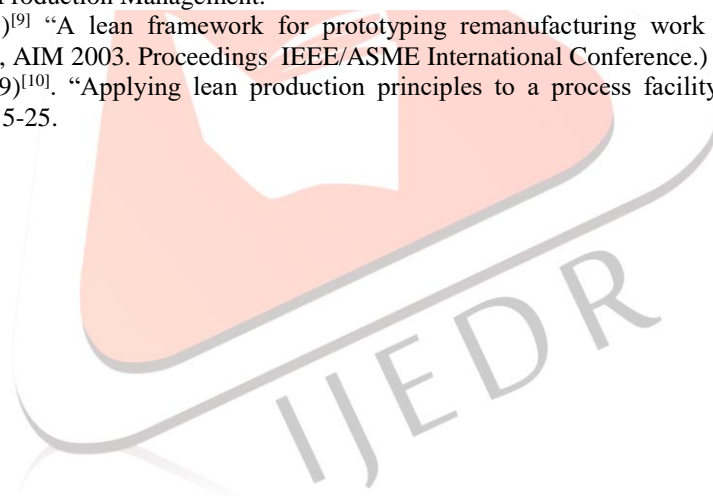 Production Management.
)[9] “A lean framework for prototyping remanufacturing work
, AIM 2003. Proceedings IEEE/ASME International Conference.)
9)[10]. “Applying lean production principles to a process facility
5-25.
IJEDR